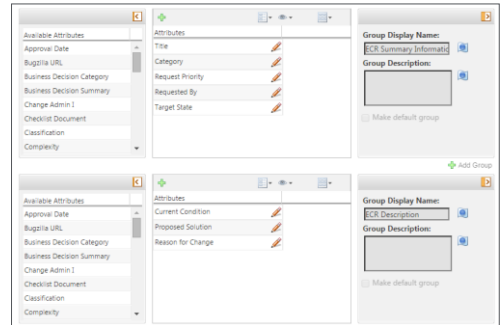 Available Attributes
Approval Date
Bugzilla URL
Business Decision Category
Business Decision Summary
Change Admin I
Checklist Document
Classification
Complexity
Attributes
Title
Category
Request Priority
Requested By
Target State
Group Display Name:
ECR Summary Informatic
Group Description:
Make default group
Add Group
Available Attributes
Approval Date
Bugzilla URL
Business Decision Category
Business Decision Summary
Change Admin I
Checklist Document
Classification
Complexity
Attributes
Current Condition
Proposed Solution
Reason for Change
Group Display Name:
ECR Description
Group Description:
Make default group